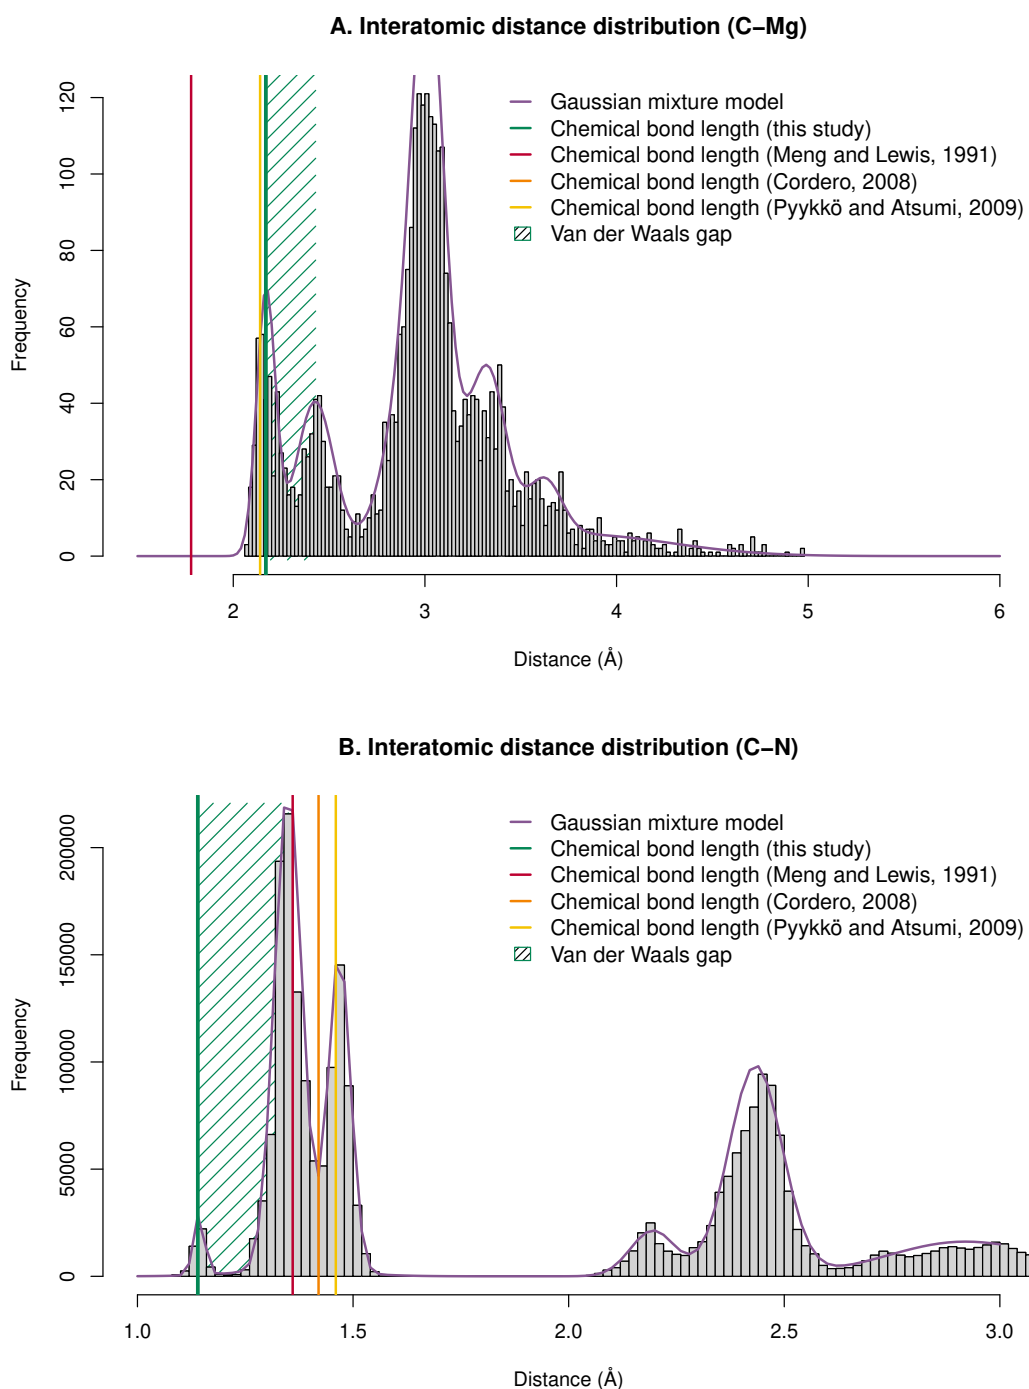 A. Interatomic distance distribution (C−Mg)
120
100
80
60
40
20
0
Frequency
Gaussian mixture model
Chemical bond length (this study)
Chemical bond length (Meng and Lewis, 1991)
Chemical bond length (Cordero, 2008)
Chemical bond length (Pyykkö and Atsumi, 2009)
Van der Waals gap
2 3 4 5 6
Distance (Å)
B. Interatomic distance distribution (C−N)
200000
150000
100000
50000
0
Frequency
Gaussian mixture model
Chemical bond length (this study)
Chemical bond length (Meng and Lewis, 1991)
Chemical bond length (Cordero, 2008)
Chemical bond length (Pyykkö and Atsumi, 2009)
Van der Waals gap
1.0 1.5 2.0 2.5 3.0
Distance (Å)